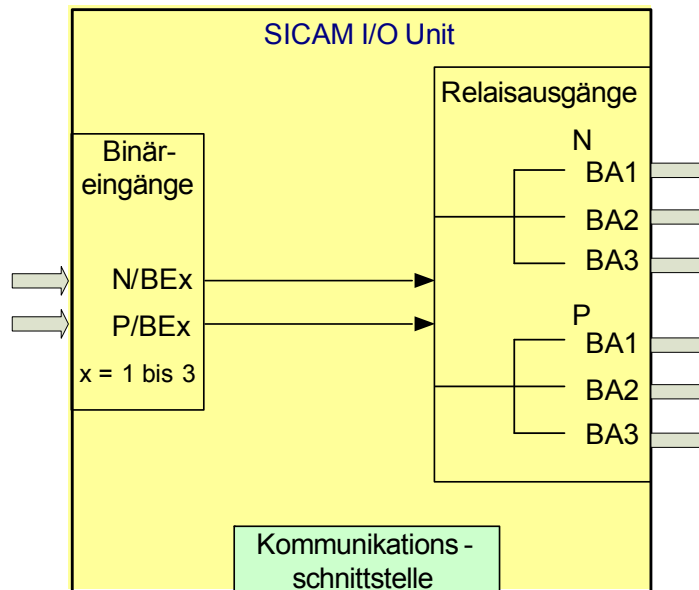 SICAM I/O Unit
Binär-
eingänge
N/BEx
P/BEx
x = 1 bis 3
Relaisausgänge
N
BA1
BA2
BA3
P
BA1
BA2
BA3
Kommunikations -
schnittstelle